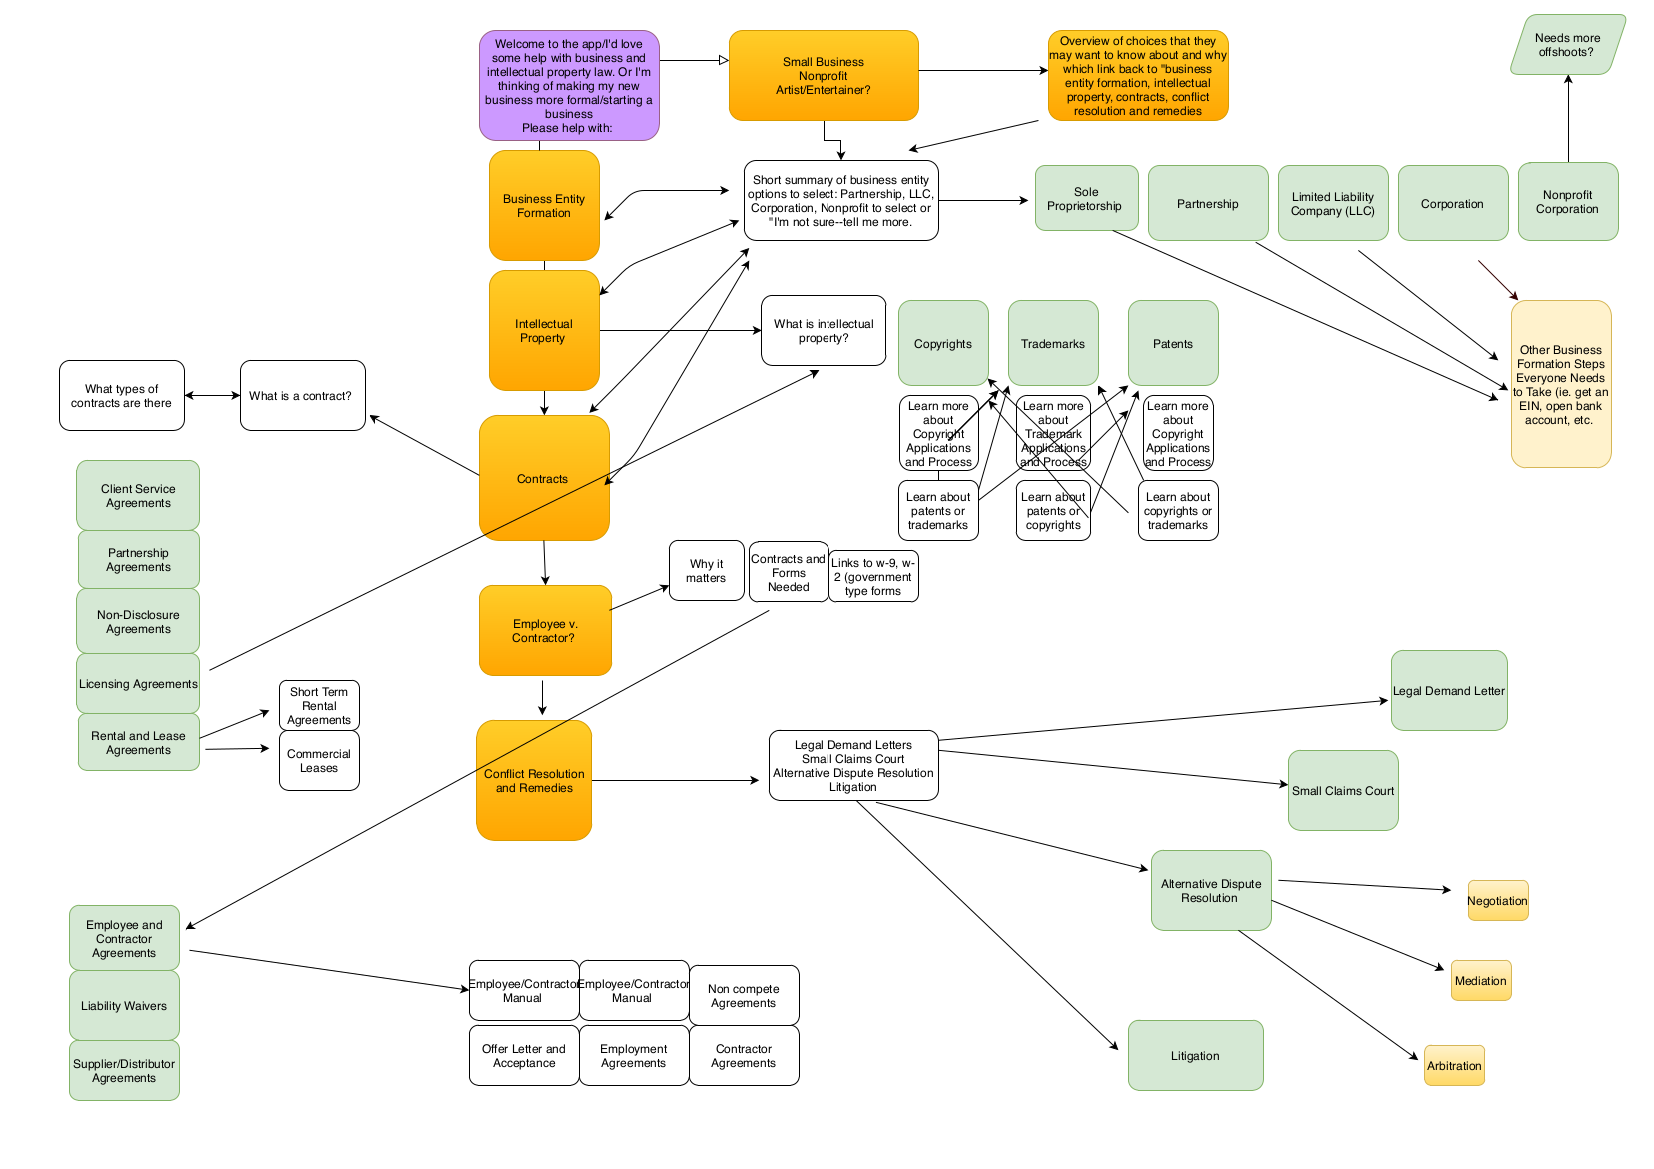 Welcome to the app/I'd love
some help with business and
intellectual property law. Or I'm
thinking of making my new
business more formal/starting a
business
Please help with:
Small Business
Nonprofit
Artist/Entertainer?
Overview of choices that they
may want to know about and why
which link back to "business
entity formation, intellectual
property, contracts, conflict
resolution and remedies
Needs more
offshoots?
Business Entity
Formation
Short summary of business entity
options to select: Partnership, LLC,
Corporation, Nonprofit to select or
"I'm not sure--tell me more.
Sole
Proprietorship
Partnership
Limited Liability
Company (LLC)
Corporation
Nonprofit
Corporation
Intellectual
Property
What is intellectual
property?
Copyrights
Trademarks
Patents
Other Business
Formation Steps
Everyone Needs
to Take (ie. get an
EIN, open bank
account, etc.
What types of
contracts are there
What is a contract?
Learn more
about
Copyright
Applications
and Process
Learn more
about
Trademark
Applications
and Process
Learn more
about
Copyright
Applications
and Process
Contracts
Learn about
patents or
trademarks
Learn about
patents or
copyrights
Learn about
copyrights or
trademarks
Client Service
Agreements
Partnership
Agreements
Non-Disclosure
Agreements
Licensing Agreements
Rental and Lease
Agreements
Short Term
Rental
Agreements
Commercial
Leases
Employee v.
Contractor?
Why it
matters
Contracts and
Forms
Needed
Links to w-9, w-
2 (government
type forms
Conflict Resolution
and Remedies
Legal Demand Letters
Small Claims Court
Alternative Dispute Resolution
Litigation
Legal Demand Letter
Small Claims Court
Alternative Dispute
Resolution
Negotiation
Mediation
Arbitration
Litigation
Employee and
Contractor
Agreements
Liability Waivers
Supplier/Distributor
Agreements
Employee/Contractor
Manual
Employee/Contractor
Manual
Non compete
Agreements
Offer Letter and
Acceptance
Employment
Agreements
Contractor
Agreements